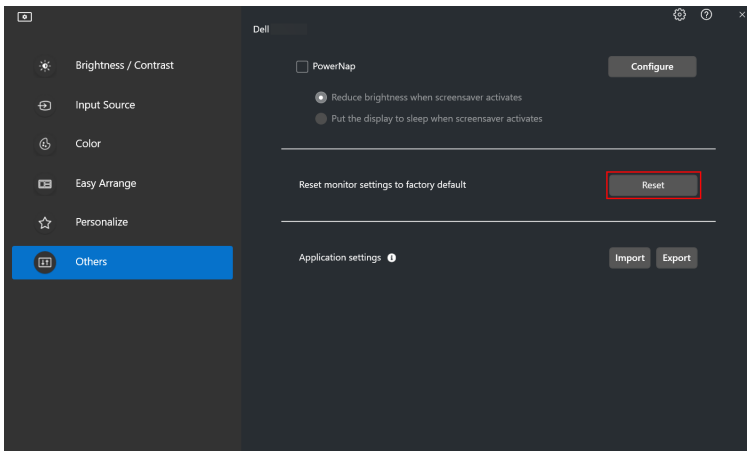 Dell
Brightness / Contrast
Input Source
Color
Easy Arrange
Personalize
Others
PowerNap
Configure
Reduce brightness when screensaver activates
Put the display to sleep when screensaver activates
Reset monitor settings to factory default
Reset
Application settings
Import Export